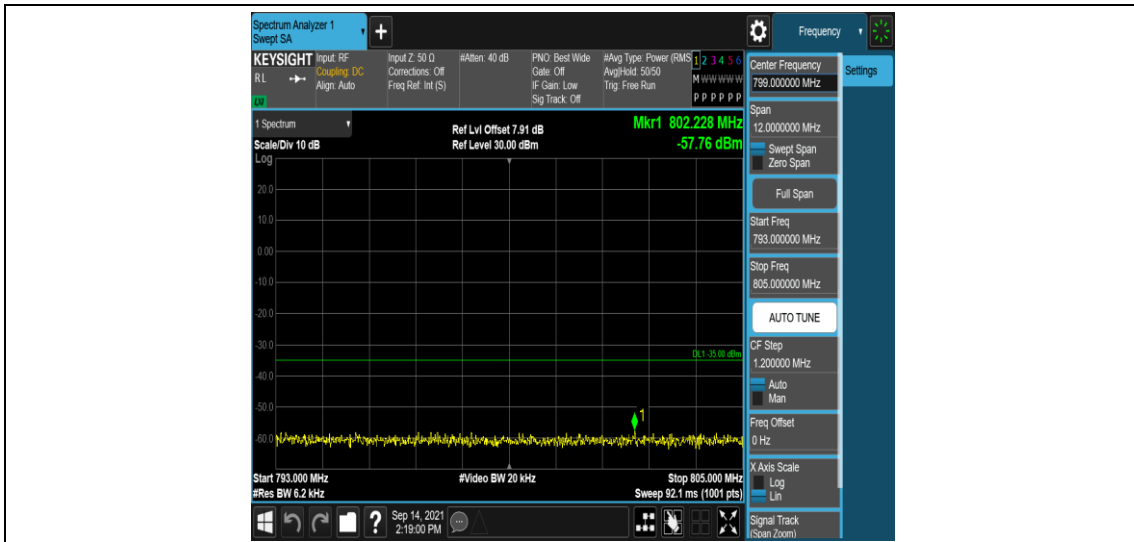 Spectrum Analyzer 1
Swept SA
+
Frequency
KEYSIGHT
RL
LXI
Input: RF
Coupling: DC
Align: Auto
Input Z: 50 Ω
Corrections: Off
Freq Ref: Int (S)
#Atten: 40 dB
PNO: Best Wide
Gate: Off
IF Gain: Low
Sig Track: Off
#Avg Type: Power (RMS
Avg|Hold: 50/50
Trig: Free Run
1 2 3 4 5 6
M W W W W W
P P P P P P
Center Frequency
799.000000 MHz
Settings
1 Spectrum
Scale/Div 10 dB
Ref Lvl Offset 7.91 dB
Ref Level 30.00 dBm
Mkr1 802.228 MHz
-57.76 dBm
Log
20.0
10.0
0.00
-10.0
-20.0
-30.0
-40.0
-50.0
-60.0
DL1 -35.00 dBm
1
Start 793.000 MHz
#Res BW 6.2 kHz
#Video BW 20 kHz
Stop 805.000 MHz
Sweep 92.1 ms (1001 pts)
Span
12.0000000 MHz
Swept Span
Zero Span
Full Span
Start Freq
793.000000 MHz
Stop Freq
805.000000 MHz
AUTO TUNE
CF Step
1.200000 MHz
Auto
Man
Freq Offset
0 Hz
X Axis Scale
Log
Lin
Signal Track
(Span Zoom)
?
Sep 14, 2021
2:19:00 PM